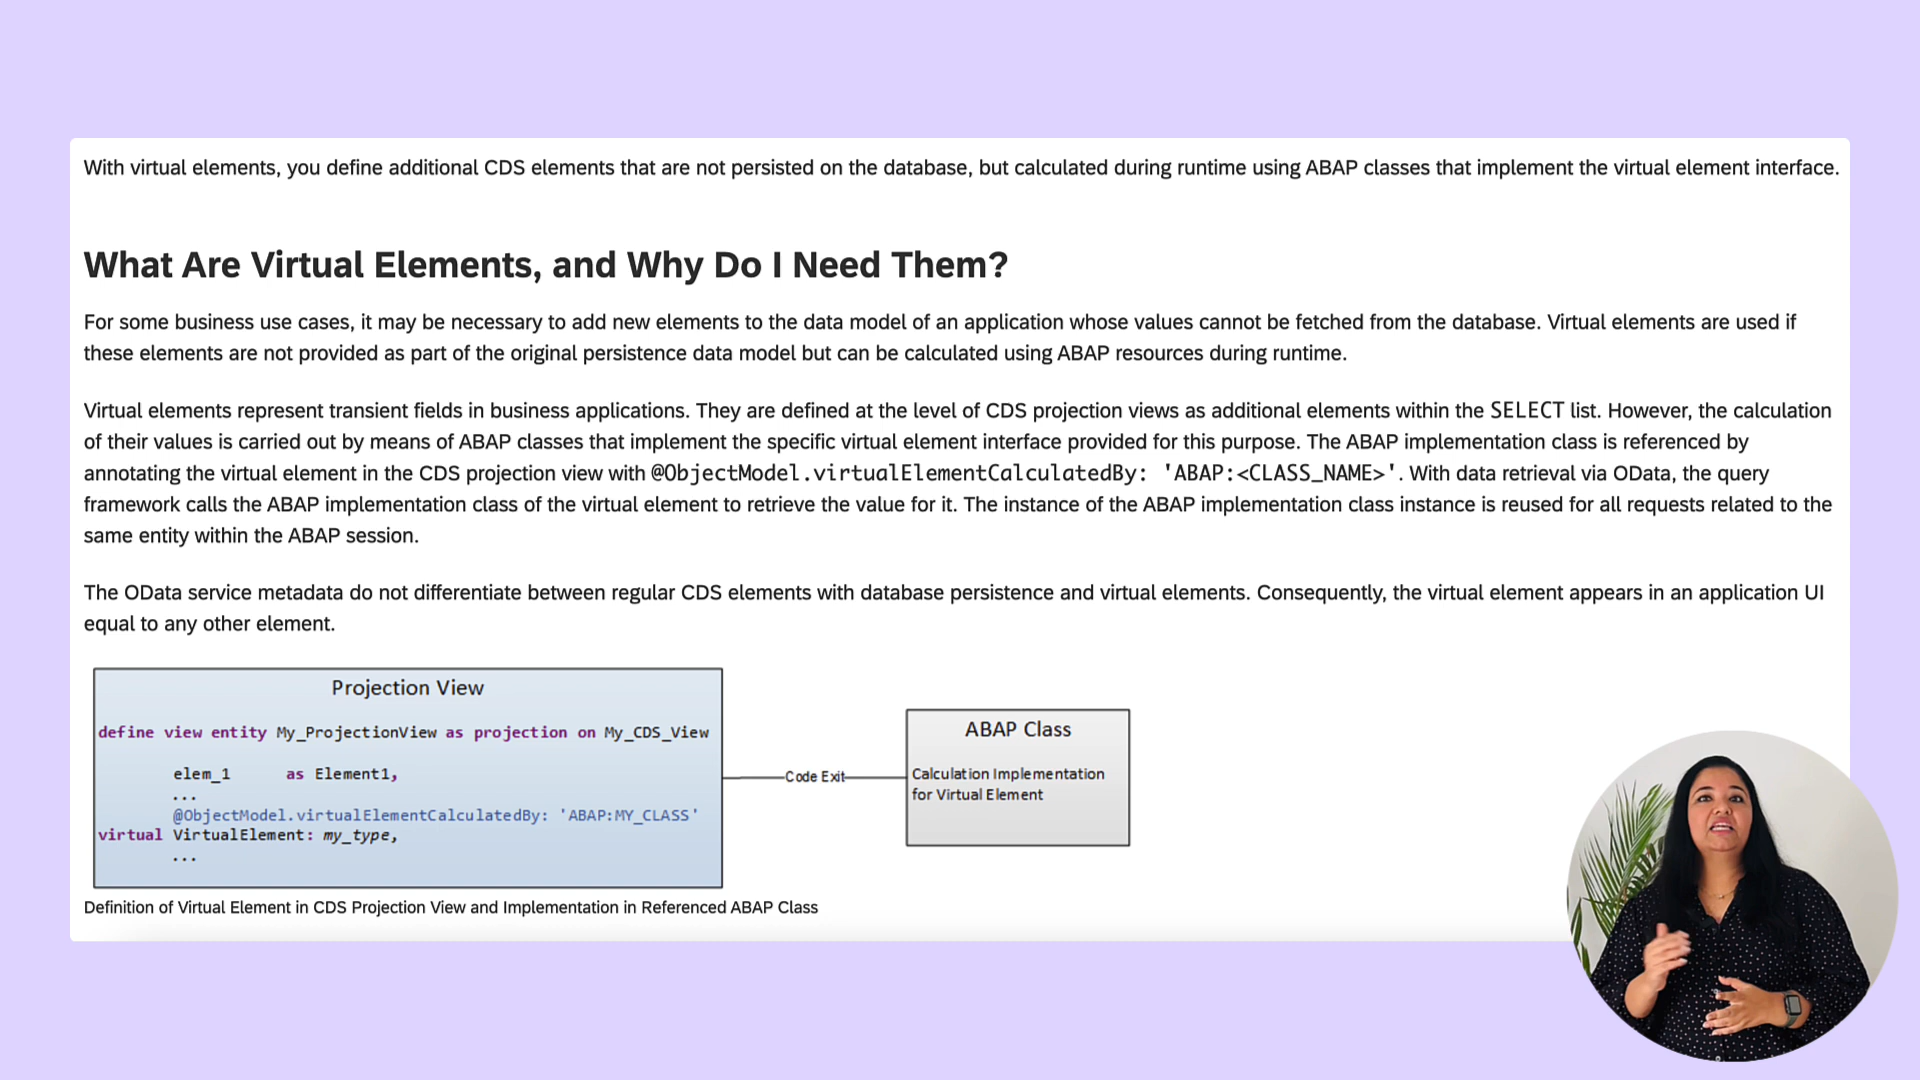 With virtual elements, you define additional CDS elements that are not persisted on the database, but calculated during runtime using ABAP classes that implement the virtual element interface.
What Are Virtual Elements, and Why Do I Need Them?
For some business use cases, it may be necessary to add new elements to the data model of an application whose values cannot be fetched from the database. Virtual elements are used if
these elements are not provided as part of the original persistence data model but can be calculated using ABAP resources during runtime.
Virtual elements represent transient fields in business applications. They are defined at the level of CDS projection views as additional elements within the SELECT list. However, the calculation
of their values is carried out by means of ABAP classes that implement the specific virtual element interface provided for this purpose. The ABAP implementation class is referenced by
annotating the virtual element in the CDS projection view with @ObjectModel.virtualElementCalculatedBy: 'ABAP:<CLASS_NAME>'. With data retrieval via OData, the query
framework calls the ABAP implementation class of the virtual element to retrieve the value for it. The instance of the ABAP implementation class instance is reused for all requests related to the
same entity within the ABAP session.
The OData service metadata do not differentiate between regular CDS elements with database persistence and virtual elements. Consequently, the virtual element appears in an application UI
equal to any other element.
Projection View
define view entity My_ProjectionView as projection on My_CDS_View
elem_1 as Element1,
...
@ObjectModel.virtualElementCalculatedBy: 'ABAP:MY_CLASS'
virtual VirtualElement: my_type,
...
Code Exit
ABAP Class
Calculation Implementation
for Virtual Element
Definition of Virtual Element in CDS Projection View and Implementation in Referenced ABAP Class